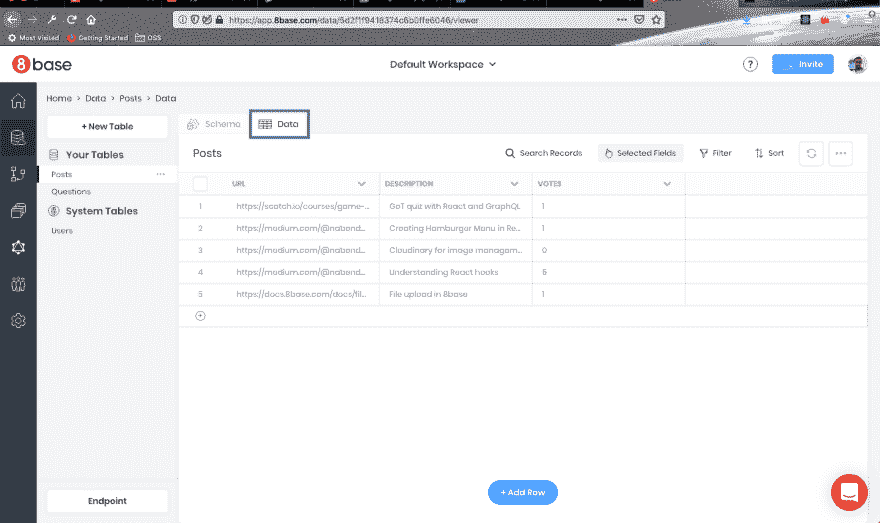 https://app.8base.com/data/5d2f1f9418374c6b0ffe6046/viewer
Most Visited Getting Started OSS
8base
Default Workspace
? Invite
Home > Data > Posts > Data
+ New Table
Schema Data
Your Tables
Posts
Questions
System Tables
Users
Posts
Search Records Selected Fields Filter Sort
URL DESCRIPTION VOTES
1 https://scotch.io/courses/game-... GoT quiz with React and GraphQL 1
2 https://medium.com/@nabend... Creating Hamburger Menu in Re... 1
3 https://medium.com/@nabend... Cloudinary for image managam... 0
4 https://medium.com/@nabend... Understanding React hooks 5
5 https://docs.8base.com/docs/fil... File upload in 8base 1
+ Add Row
Endpoint